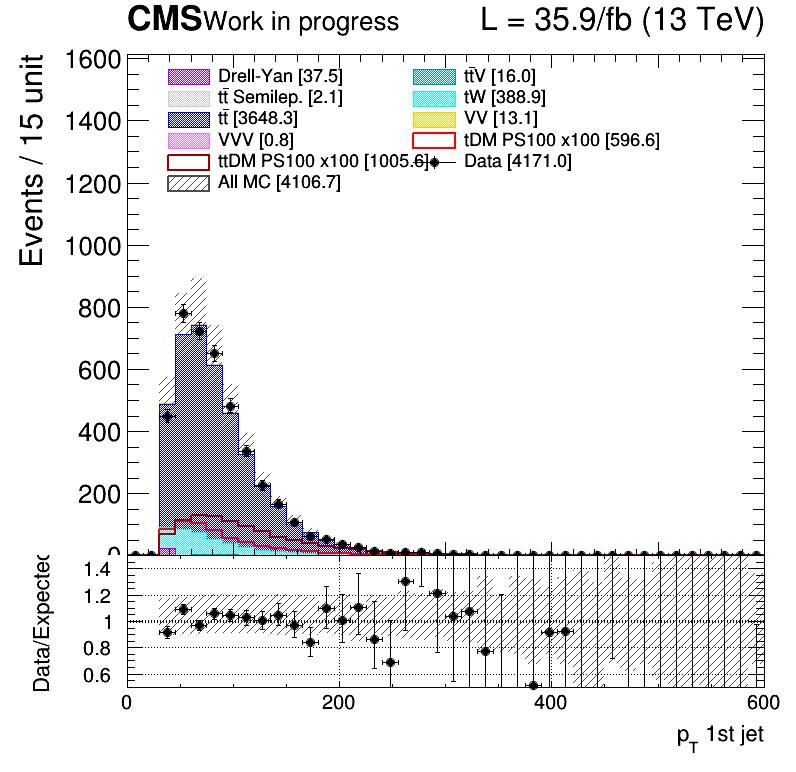 CMS Work in progress L = 35.9/fb (13 TeV)
Events / 15 unit
1600
1400
1200
1000
800
600
400
200
0
Drell-Yan [37.5] tt̄V [16.0]
tt̄ Semilep. [2.1] tW [388.9]
tt̄ [3648.3] VV [13.1]
VVV [0.8] tDM PS100 x100 [596.6]
ttDM PS100 x100 [1005.6] Data [4171.0]
All MC [4106.7]
Data/Expected
1.4
1.2
1
0.8
0.6
0 200 400 600
p_T 1st jet